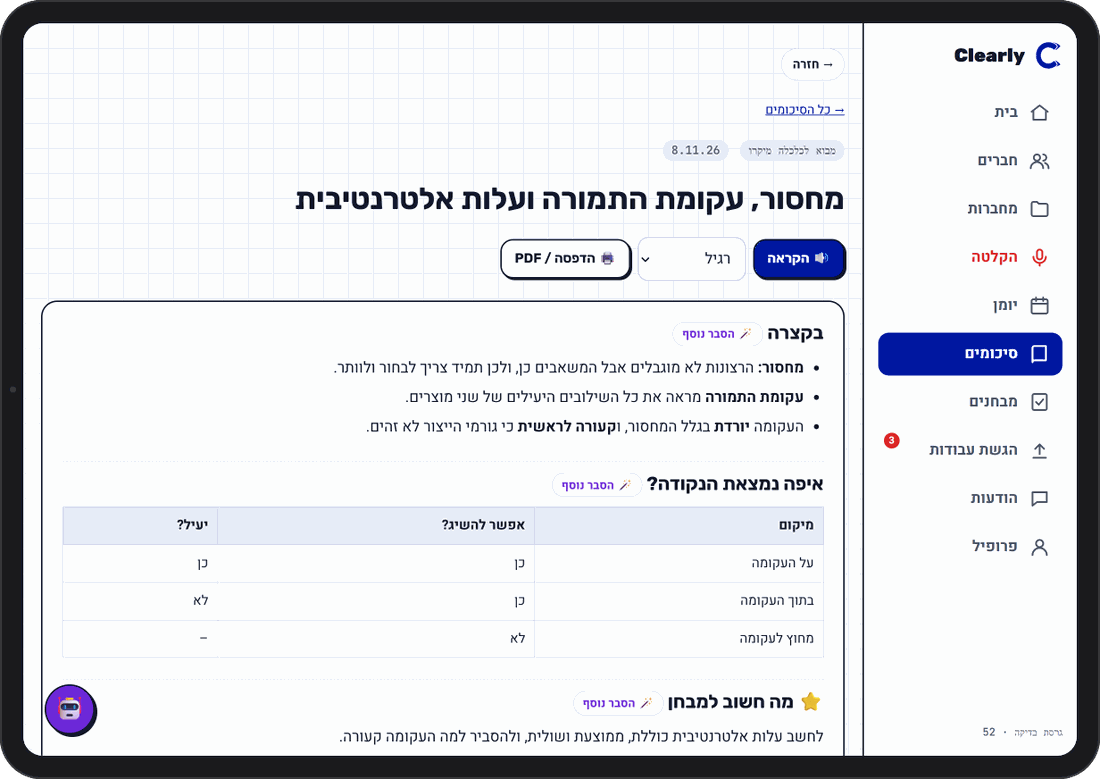 Clearly
בית
חברים
מחברות
הקלטה
יומן
סיכומים
מבחנים
הגשת עבודות 3
הודעות
פרופיל
גרסת בדיקה · 52
→ חזרה
→ כל הסיכומים
מבוא לכלכלה מיקרו 8.11.26
מחסור, עקומת התמורה ועלות אלטרנטיבית
הקראה רגיל הדפסה / PDF
בקצרה הסבר נוסף
• מחסור: הרצונות לא מוגבלים אבל המשאבים כן, ולכן תמיד צריך לבחור ולוותר.
• עקומת התמורה מראה את כל השילובים היעילים של שני מוצרים.
• העקומה יורדת בגלל המחסור, וקעורה לראשית כי גורמי הייצור לא זהים.
איפה נמצאת הנקודה? הסבר נוסף
מיקום אפשר להשיג? יעיל?
על העקומה כן כן
בתוך העקומה כן לא
מחוץ לעקומה לא –
⭐ מה חשוב למבחן הסבר נוסף
לחשב עלות אלטרנטיבית כוללת, ממוצעת ושולית, ולהסביר למה העקומה קעורה.